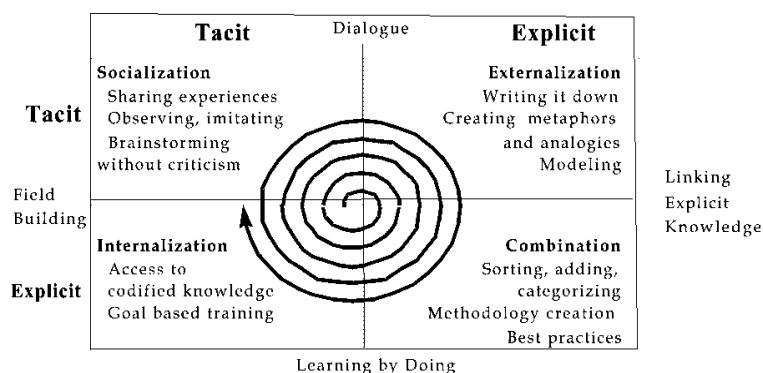 Tacit
Dialogue
Explicit
Tacit
Socialization
Sharing experiences
Observing, imitating
Brainstorming
without criticism
Externalization
Writing it down
Creating metaphors
and analogies
Modeling
Field
Building
Linking
Explicit
Knowledge
Explicit
Internalization
Access to
codified knowledge
Goal based training
Combination
Sorting, adding,
categorizing
Methodology creation
Best practices
Learning by Doing